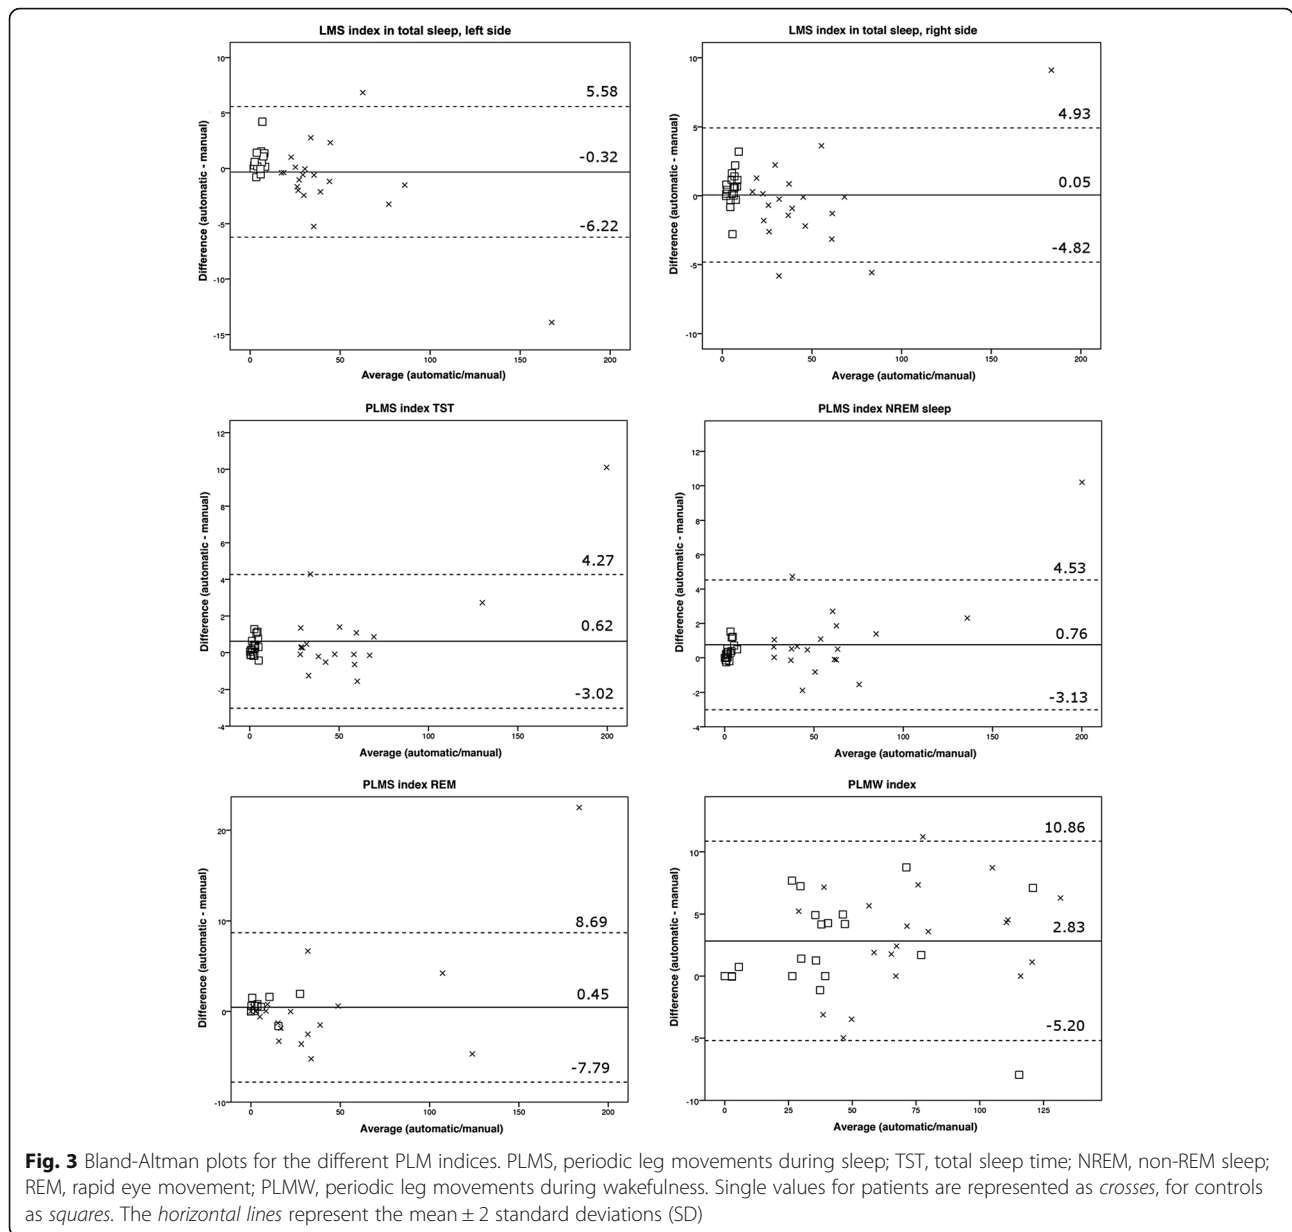 LMS index in total sleep, left side
10
5
0
-5
-10
-15
5.58
-0.32
-6.22
0 50 100 150 200
Difference (automatic - manual)
Average (automatic/manual)
LMS index in total sleep, right side
10
5
0
-5
-10
4.93
0.05
-4.82
0 50 100 150 200
Difference (automatic - manual)
Average (automatic/manual)
PLMS index TST
12
10
8
6
4
2
0
-2
-4
4.27
0.62
-3.02
0 50 100 150 200
Difference (automatic - manual)
Average (automatic/manual)
PLMS index NREM sleep
12
10
8
6
4
2
0
-2
-4
4.53
0.76
-3.13
0 50 100 150 200
Difference (automatic - manual)
Average (automatic/manual)
PLMS index REM
20
10
0
-10
8.69
0.45
-7.79
0 50 100 150 200
Difference (automatic - manual)
Average (automatic/manual)
PLMW index
10
5
0
-5
-10
10.86
2.83
-5.20
0 25 50 75 100 125
Difference (automatic - manual)
Average (automatic/manual)
Fig. 3 Bland-Altman plots for the different PLM indices. PLMS, periodic leg movements during sleep; TST, total sleep time; NREM, non-REM sleep;
REM, rapid eye movement; PLMW, periodic leg movements during wakefulness. Single values for patients are represented as crosses, for controls
as squares. The horizontal lines represent the mean ± 2 standard deviations (SD)